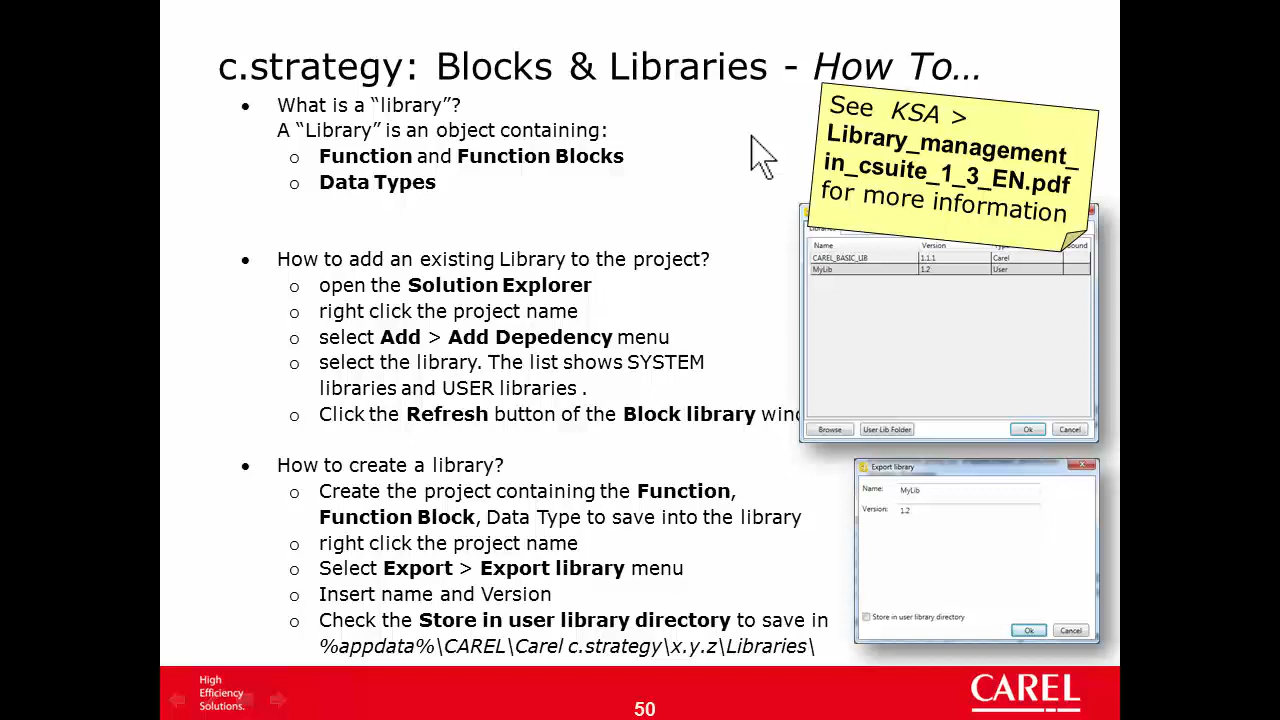 c.strategy: Blocks & Libraries - How To…
See KSA >
Library_management_
in_csuite_1_3_EN.pdf
for more information
• What is a “library”?
A “Library” is an object containing:
o Function and Function Blocks
o Data Types
• How to add an existing Library to the project?
o open the Solution Explorer
o right click the project name
o select Add > Add Depedency menu
o select the library. The list shows SYSTEM
libraries and USER libraries .
o Click the Refresh button of the Block library
Name Version
CAREL_BASIC_LIB 1.1.1 Carel
MyLib 1.2 User
Browse User Lib Folder Ok Cancel
• How to create a library?
o Create the project containing the Function,
Function Block, Data Type to save into the library
o right click the project name
o Select Export > Export library menu
o Insert name and Version
o Check the Store in user library directory to save in
%appdata%\CAREL\Carel c.strategy\x.y.z\Libraries\
Export library
Name: MyLib
Version: 1.2
Store in user library directory
Ok Cancel
High
Efficiency
Solutions.
50
CAREL